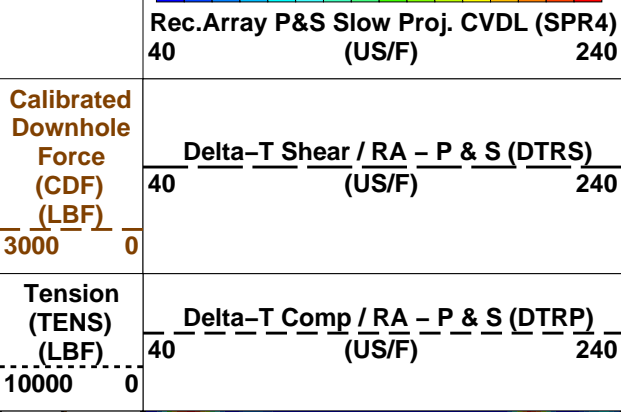 Rec.Array P&S Slow Proj. CVDL (SPR4)
40 (US/F) 240
Calibrated
Downhole
Force
(CDF)
(LBF)
3000 0
Delta−T Shear / RA − P & S (DTRS)
40 (US/F) 240
Tension
(TENS)
(LBF)
10000 0
Delta−T Comp / RA − P & S (DTRP)
40 (US/F) 240